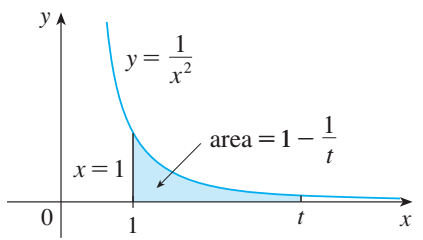 y
y = 1/x²
area = 1 − 1/t
x = 1
0
1
t
x